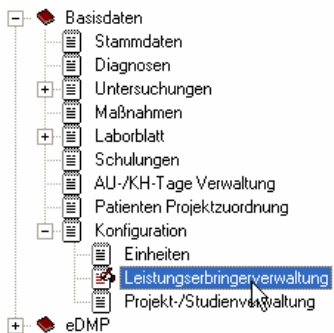 Basisdaten
Stammdaten
Diagnosen
Untersuchungen
Maßnahmen
Laborblatt
Schulungen
AU-/KH-Tage Verwaltung
Patienten Projektzuordnung
Konfiguration
Einheiten
Leistungserbringerverwaltung
Projekt-/Studienverwaltung
eDMP